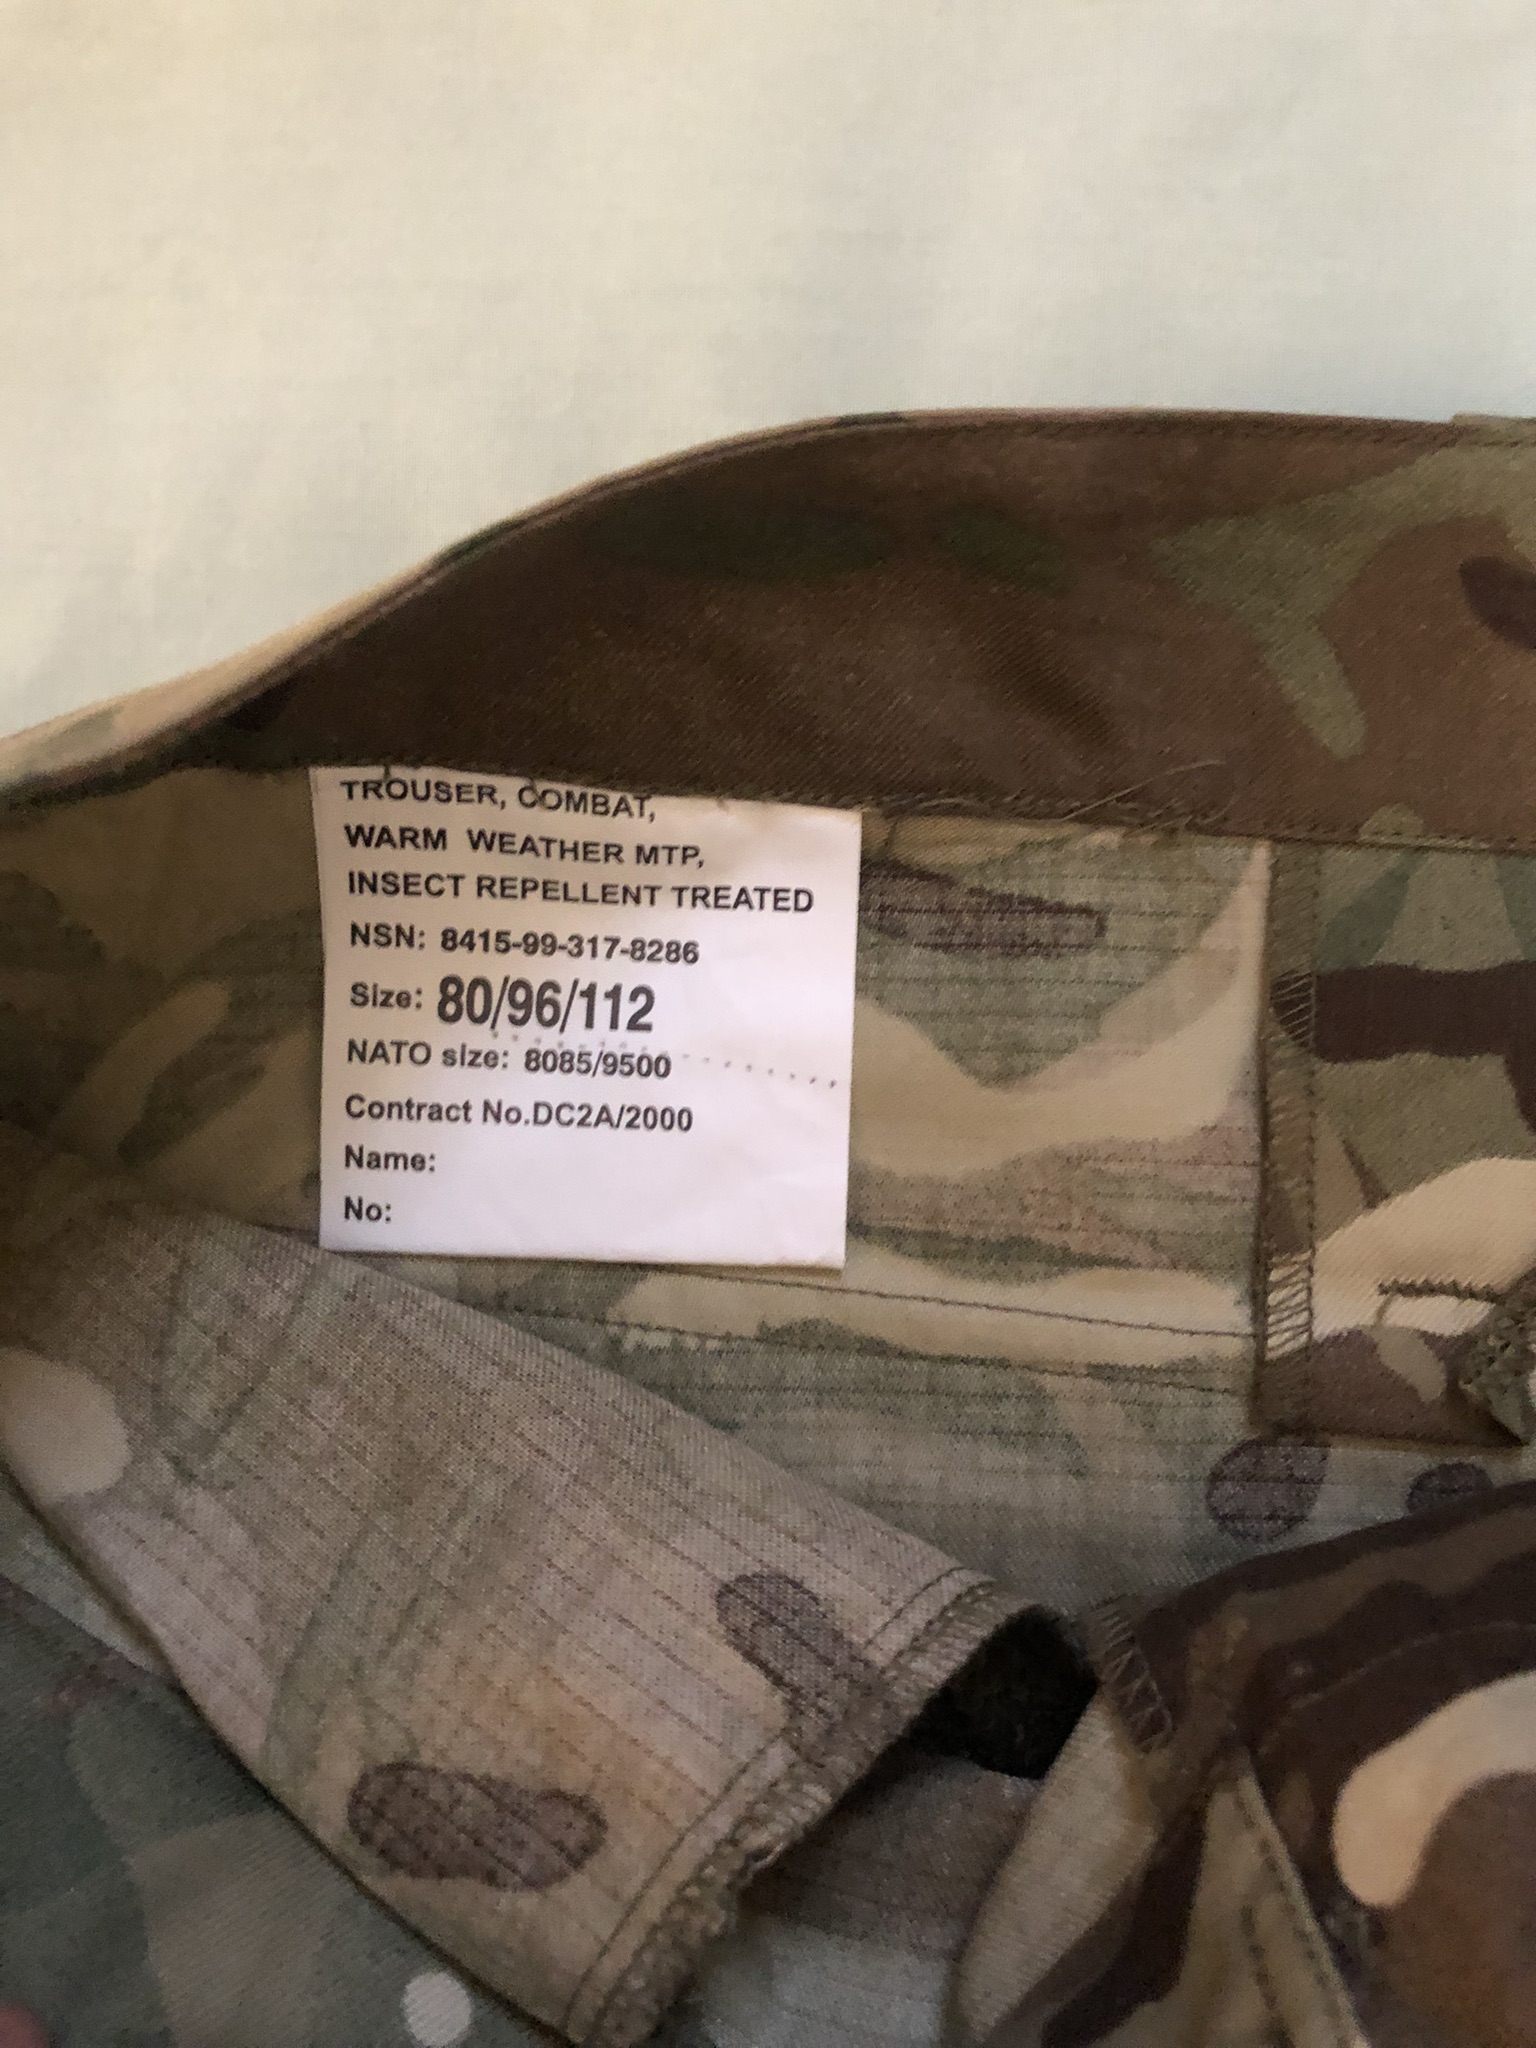 TROUSER, COMBAT,
WARM WEATHER MTP,
INSECT REPELLENT TREATED
NSN: 8415-99-317-8286
Size: 80/96/112
NATO size: 8085/9500
Contract No.DC2A/2000
Name:
No: